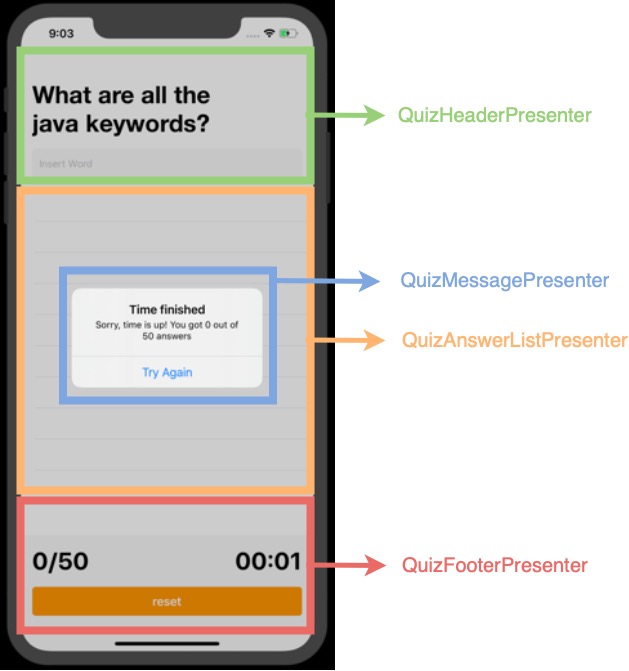 9:03
What are all the
java keywords?
Insert Word
QuizHeaderPresenter
Time finished
Sorry, time is up! You got 0 out of
50 answers
Try Again
QuizMessagePresenter
QuizAnswerListPresenter
0/50
00:01
reset
QuizFooterPresenter